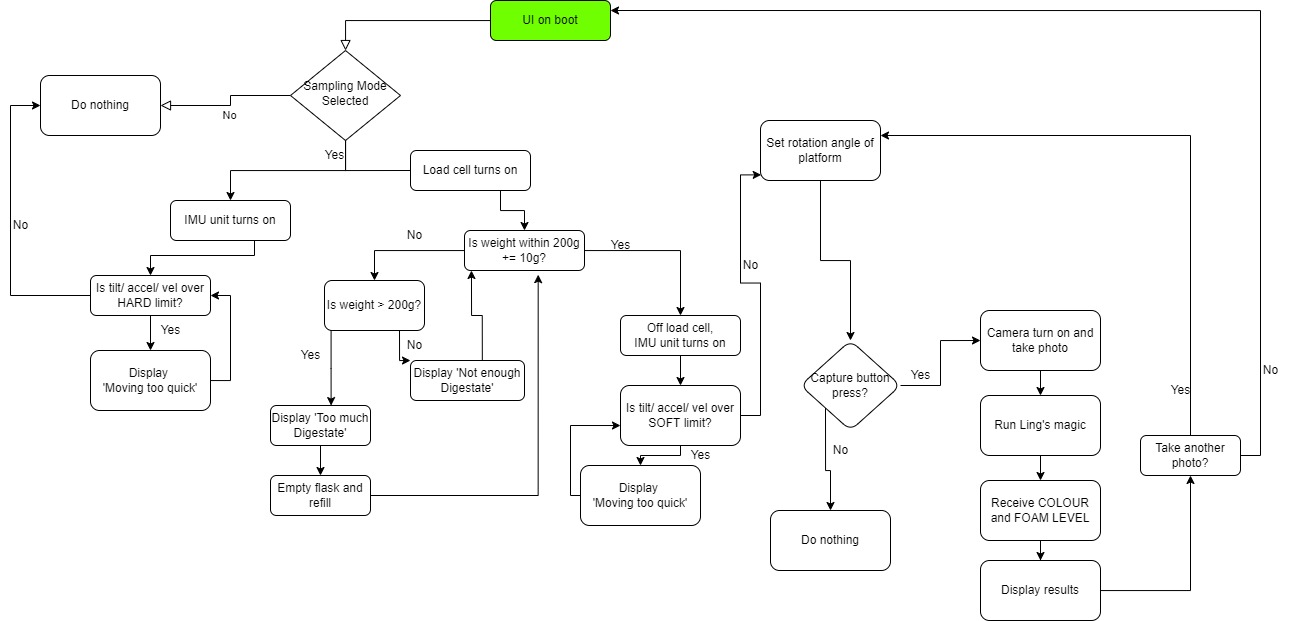 UI on boot
Sampling Mode
Selected
Do nothing
No
Yes
Load cell turns on
IMU unit turns on
No
Is tilt/ accel/ vel over
HARD limit?
Yes
Display
'Moving too quick'
Is weight within 200g
+= 10g?
No
Yes
Is weight > 200g?
Yes
No
Display 'Not enough
Digestate'
Display 'Too much
Digestate'
Empty flask and
refill
Off load cell,
IMU unit turns on
Is tilt/ accel/ vel over
SOFT limit?
Yes
Display
'Moving too quick'
No
Set rotation angle of
platform
Capture button
press?
Yes
No
Do nothing
Camera turn on and
take photo
Run Ling's magic
Receive COLOUR
and FOAM LEVEL
Display results
Take another
photo?
Yes
No